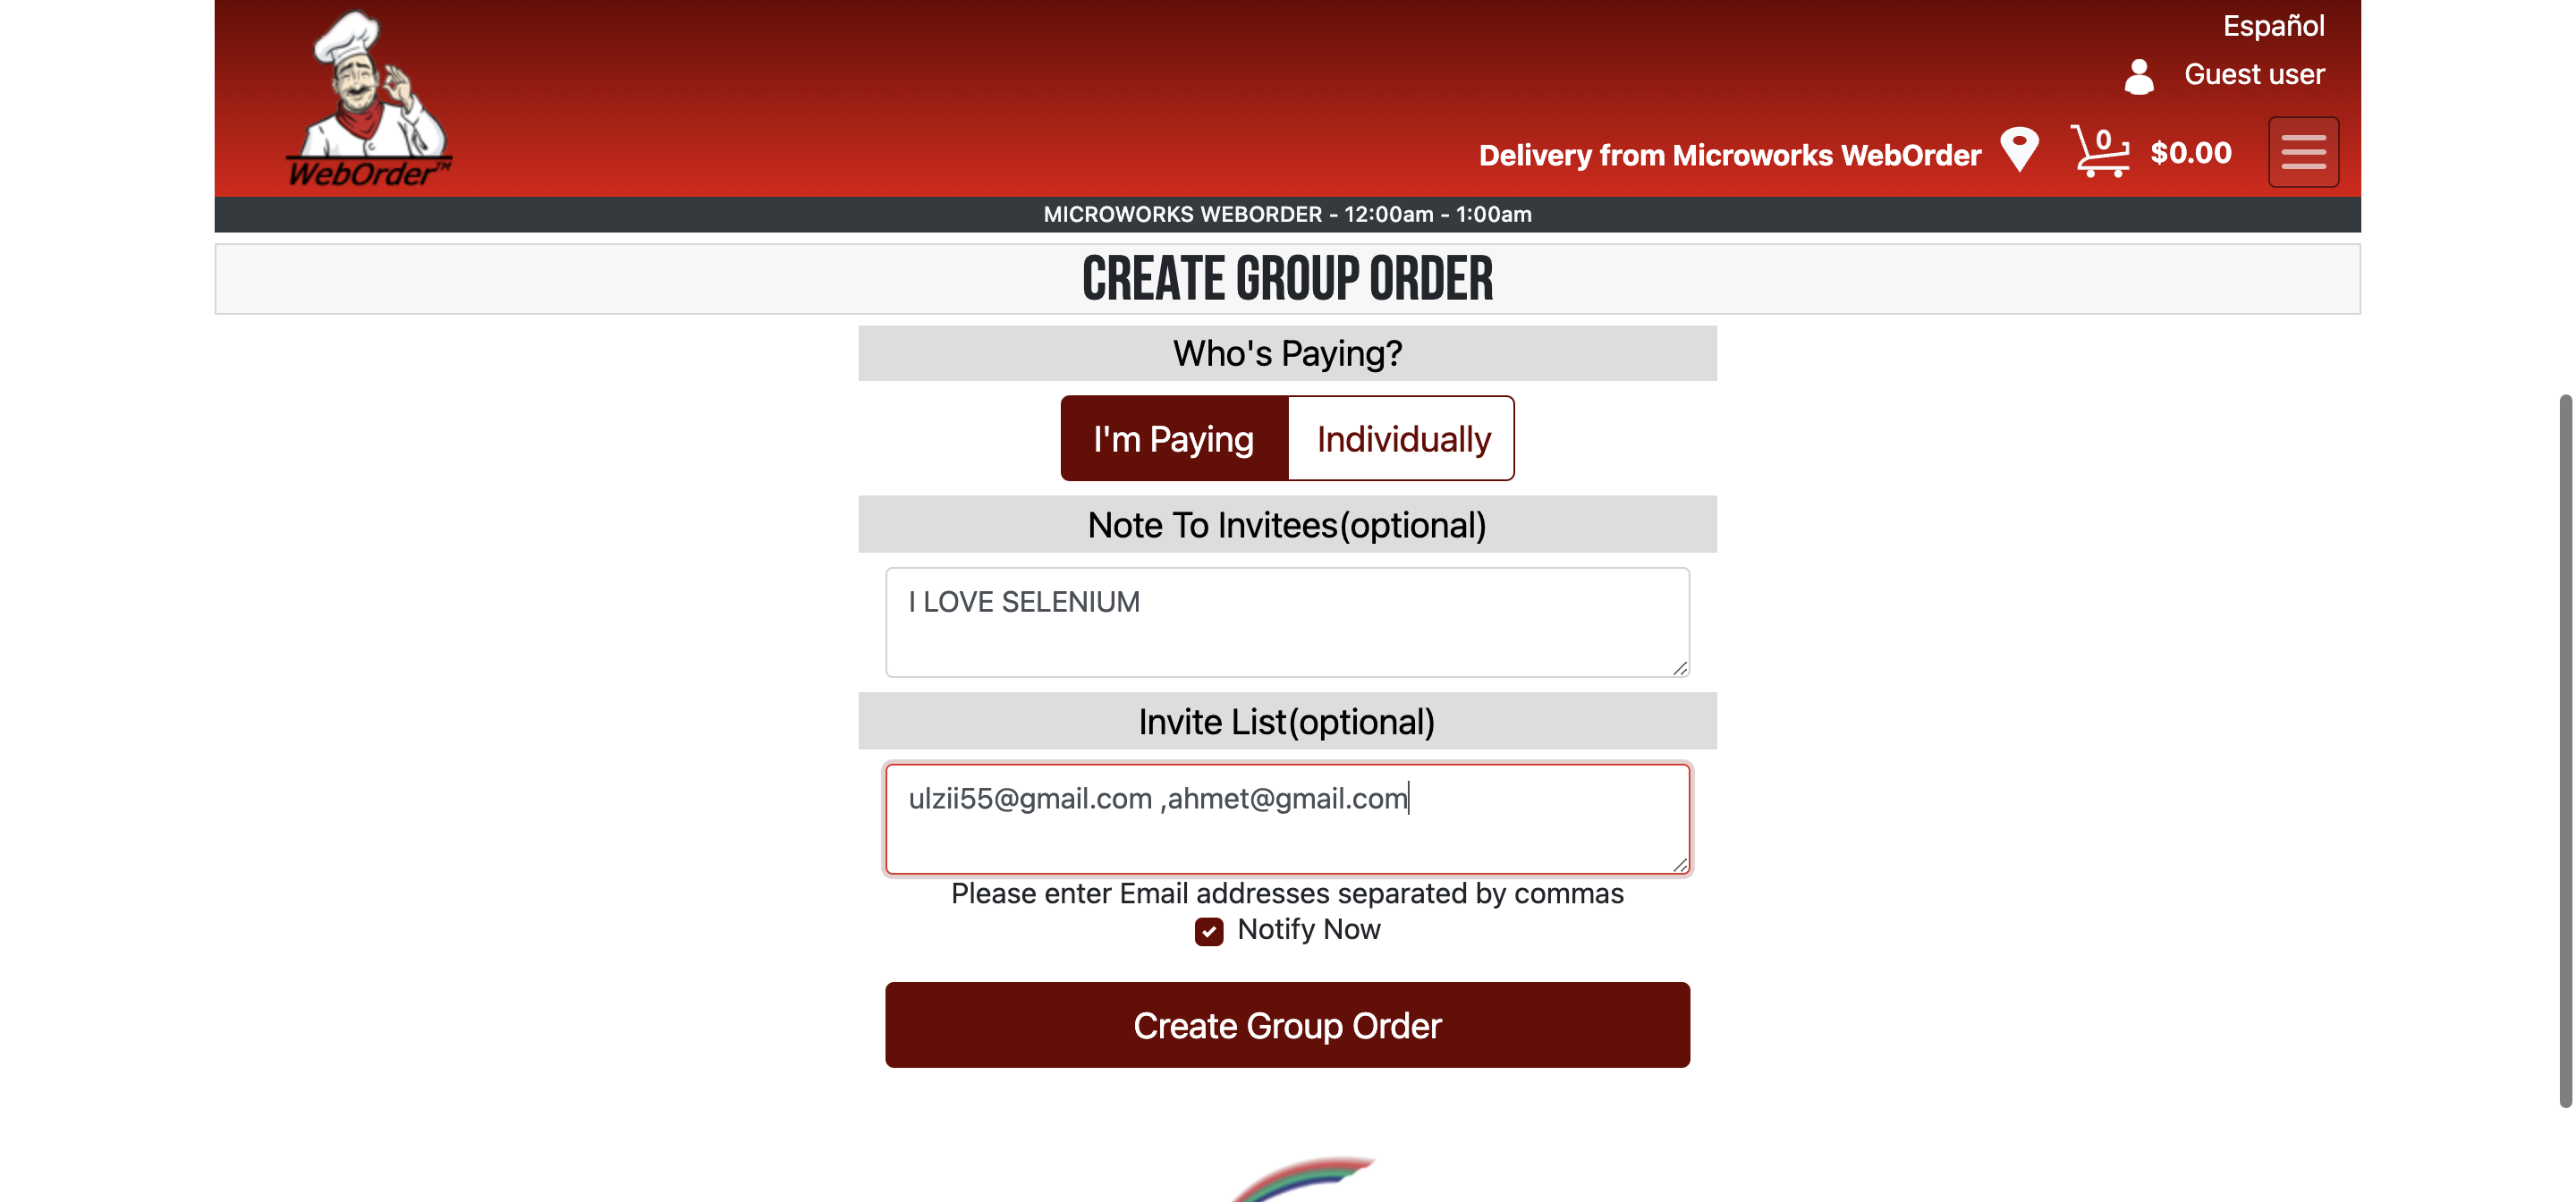 Español
Guest user
WebOrder™
Delivery from Microworks WebOrder 0 $0.00
MICROWORKS WEBORDER - 12:00am - 1:00am
CREATE GROUP ORDER
Who's Paying?
I'm Paying Individually
Note To Invitees(optional)
I LOVE SELENIUM
Invite List(optional)
ulzii55@gmail.com ,ahmet@gmail.com
Please enter Email addresses separated by commas
Notify Now
Create Group Order